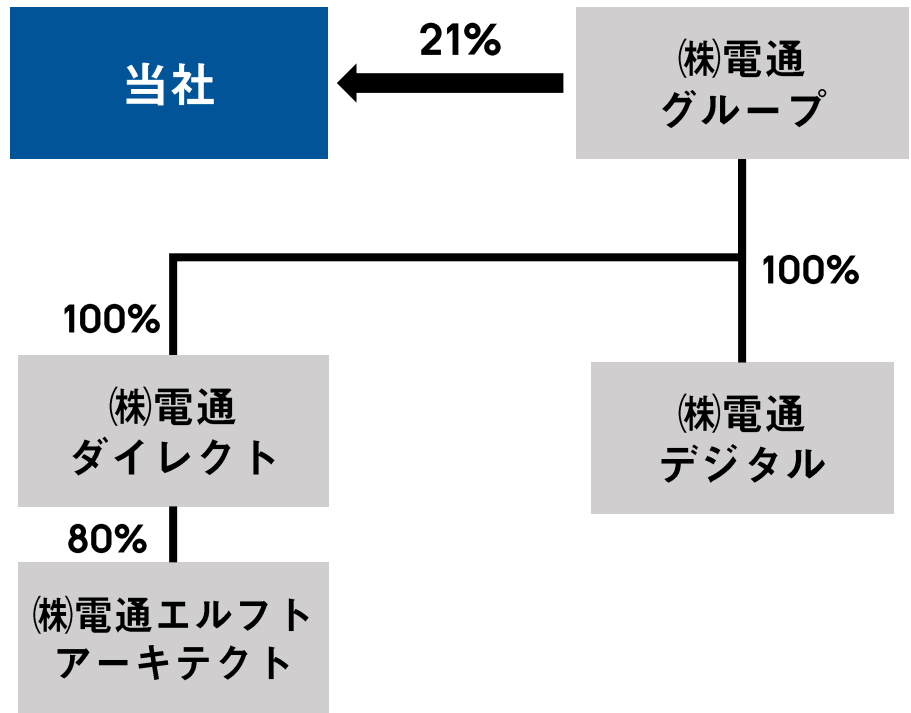 当社
21%
㈱電通
グループ
100%
100%
㈱電通
ダイレクト
㈱電通
デジタル
80%
㈱電通エルフト
アーキテクト